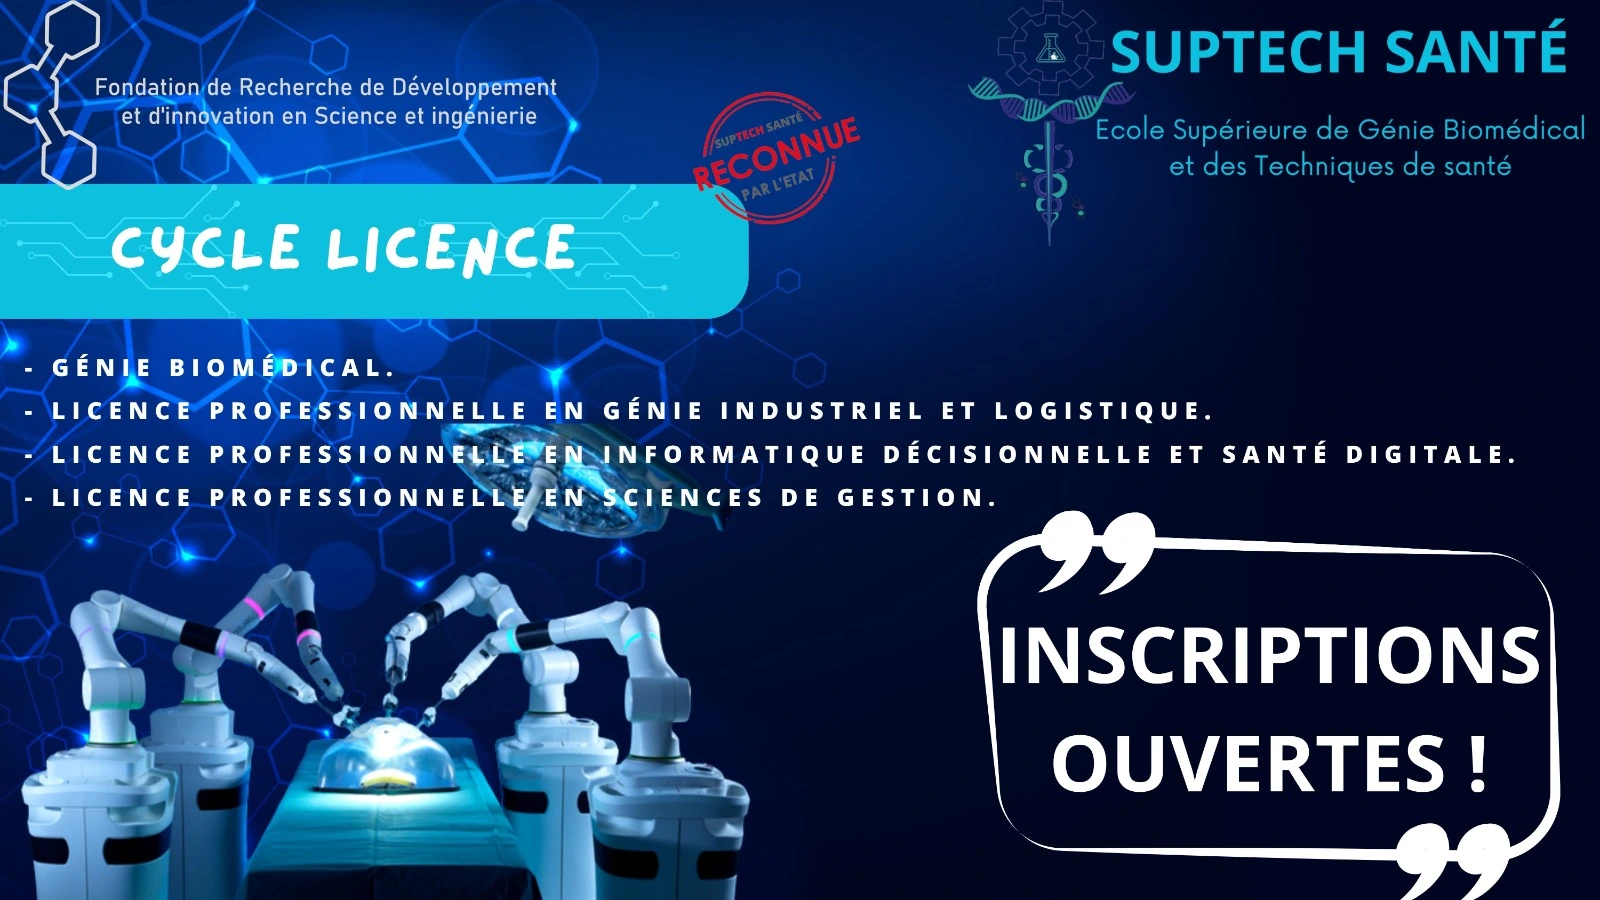 Fondation de Recherche de Développement
et d'innovation en Science et ingénierie
SUPTECH SANTÉ
RECONNUE
PAR L'ETAT
SUPTECH SANTÉ
Ecole Supérieure de Génie Biomédical
et des Techniques de santé
CYCLE LICENCE
- GÉNIE BIOMÉDICAL.
- LICENCE PROFESSIONNELLE EN GÉNIE INDUSTRIEL ET LOGISTIQUE.
- LICENCE PROFESSIONNELLE EN INFORMATIQUE DÉCISIONNELLE ET SANTÉ DIGITALE.
- LICENCE PROFESSIONNELLE EN SCIENCES DE GESTION.
INSCRIPTIONS
OUVERTES !